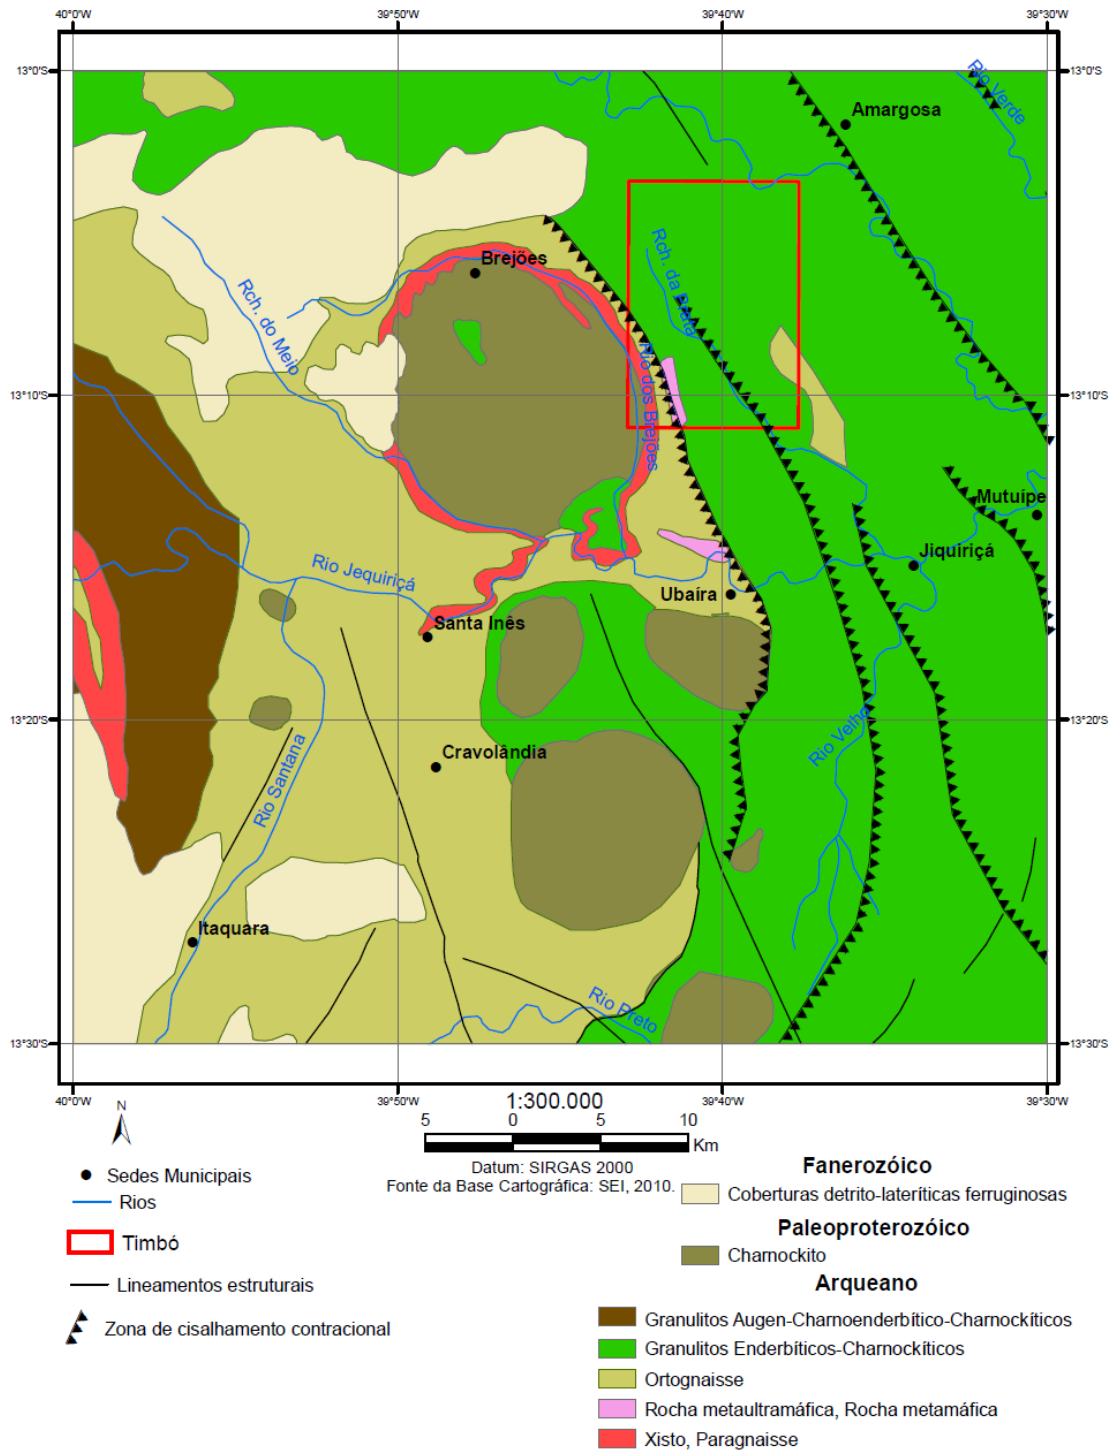 40°0'W 39°50'W 39°40'W 39°30'W
13°0'S 13°0'S
Rio Verde
Amargosa
Rch. da Prata
Brejões
Rch. do Meio
Rio dos Brejões
13°10'S 13°10'S
Mutuípe
Jiquiriçá
Rio Jequiriçá
Ubaíra
Santa Inês
13°20'S 13°20'S
Rio Velho
Cravolândia
Rio Santana
Itaquara
Rio Preto
13°30'S 13°30'S
40°0'W 39°50'W 39°40'W 39°30'W
N
1:300.000
5 0 5 10
Km
Datum: SIRGAS 2000
Fonte da Base Cartográfica: SEI, 2010.
Sedes Municipais
Rios
Timbó
Lineamentos estruturais
Zona de cisalhamento contracional
Fanerozóico
Coberturas detrito-lateríticas ferruginosas
Paleoproterozóico
Charnockito
Arqueano
Granulitos Augen-Charnoenderbítico-Charnockíticos
Granulitos Enderbíticos-Charnockíticos
Ortognaisse
Rocha metaultramáfica, Rocha metamáfica
Xisto, Paragnaisse